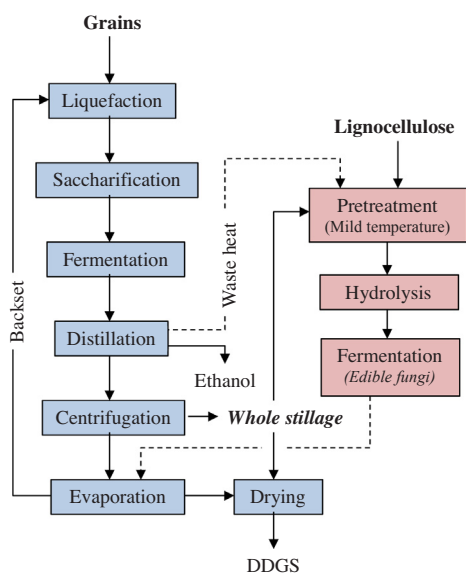 Grains
Liquefaction
Lignocellulose
Saccharification
Pretreatment
(Mild temperature)
Waste heat
Fermentation
Hydrolysis
Backset
Distillation
Fermentation
(Edible fungi)
Ethanol
Centrifugation
Whole stillage
Evaporation
Drying
DDGS